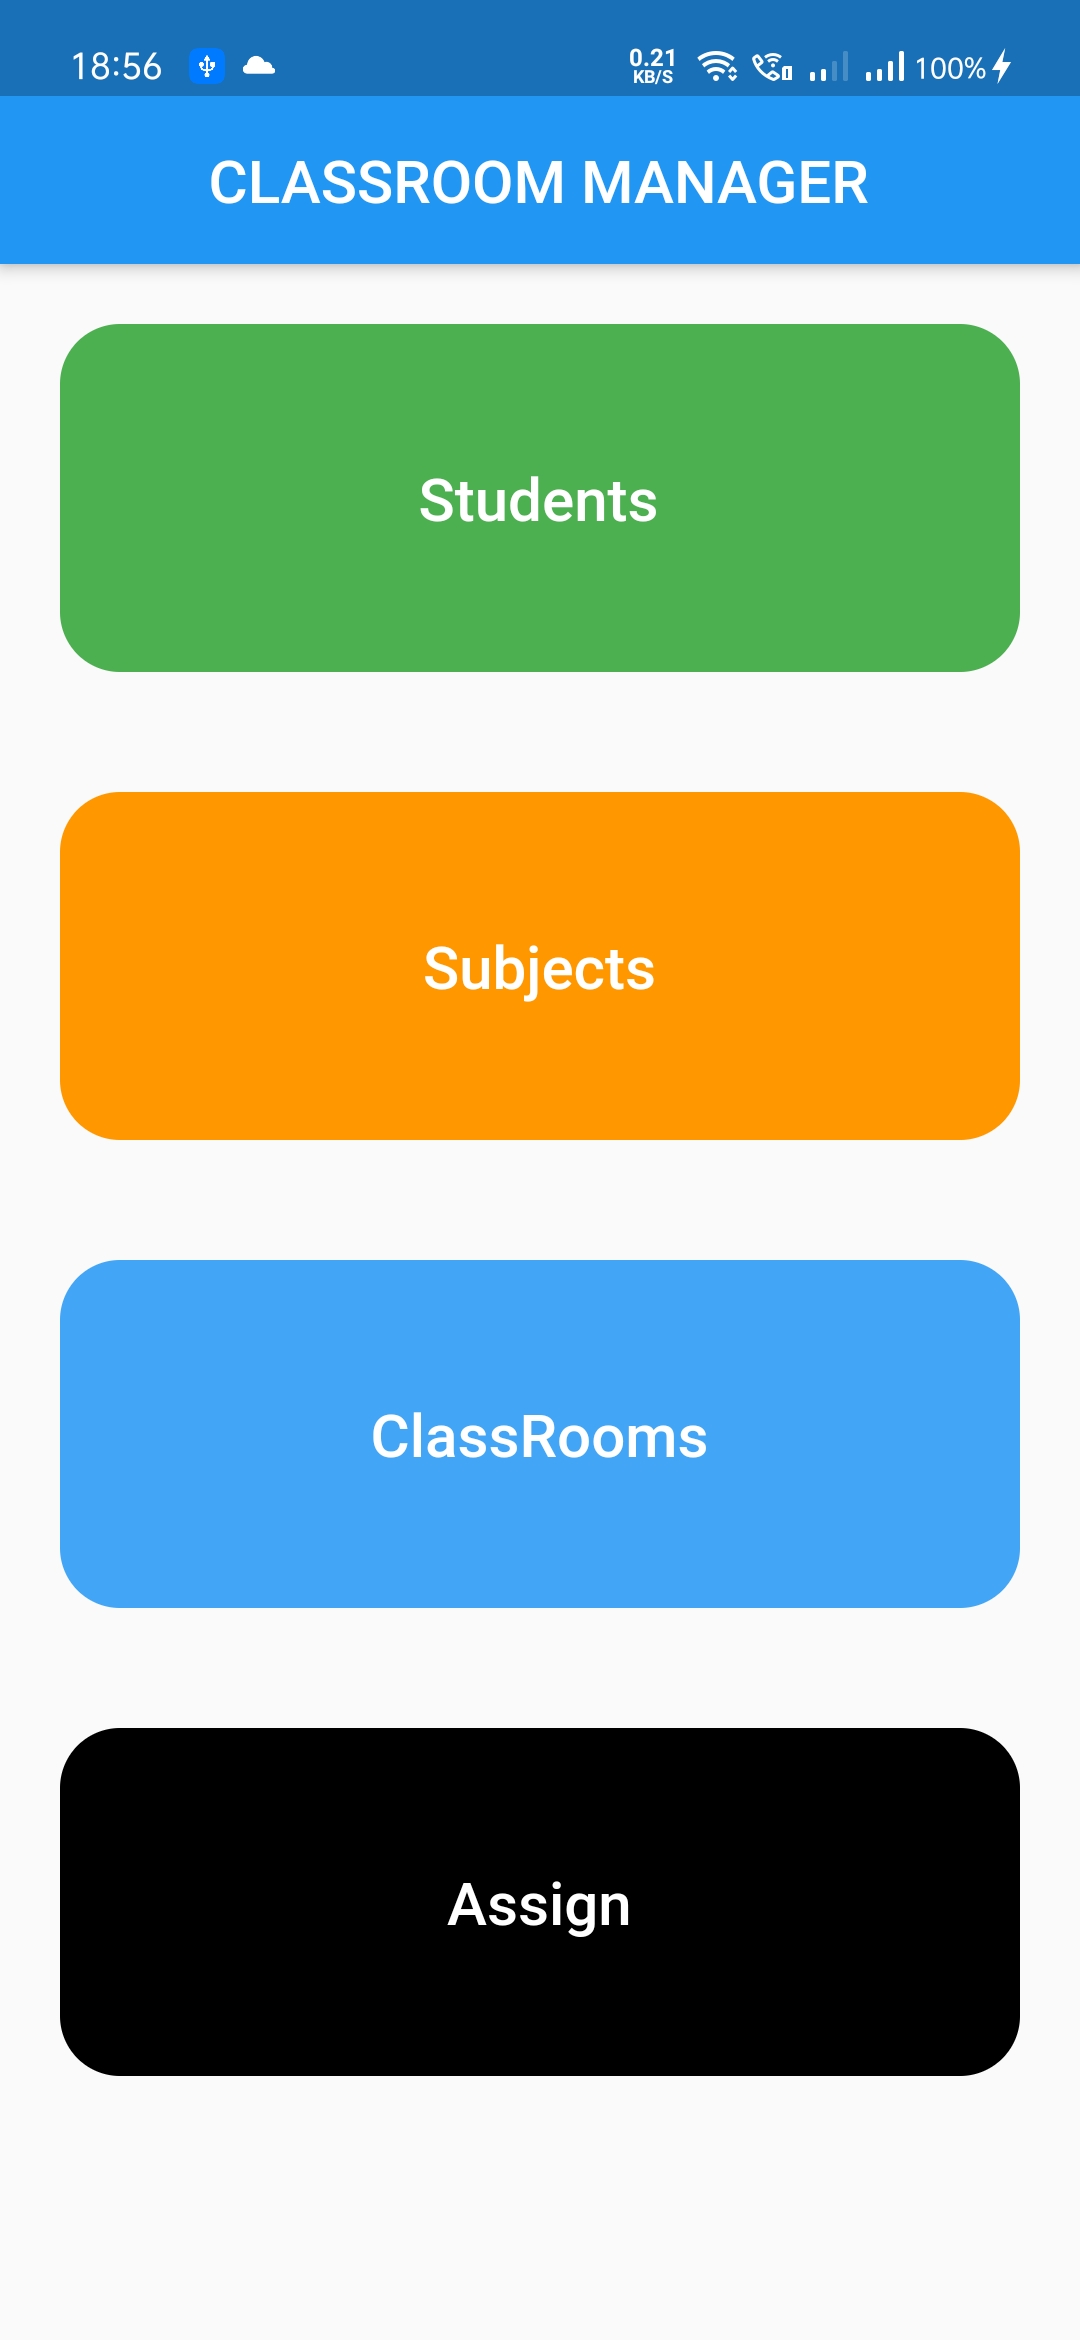 18:56 0.21 KB/S 100%
CLASSROOM MANAGER
Students
Subjects
ClassRooms
Assign